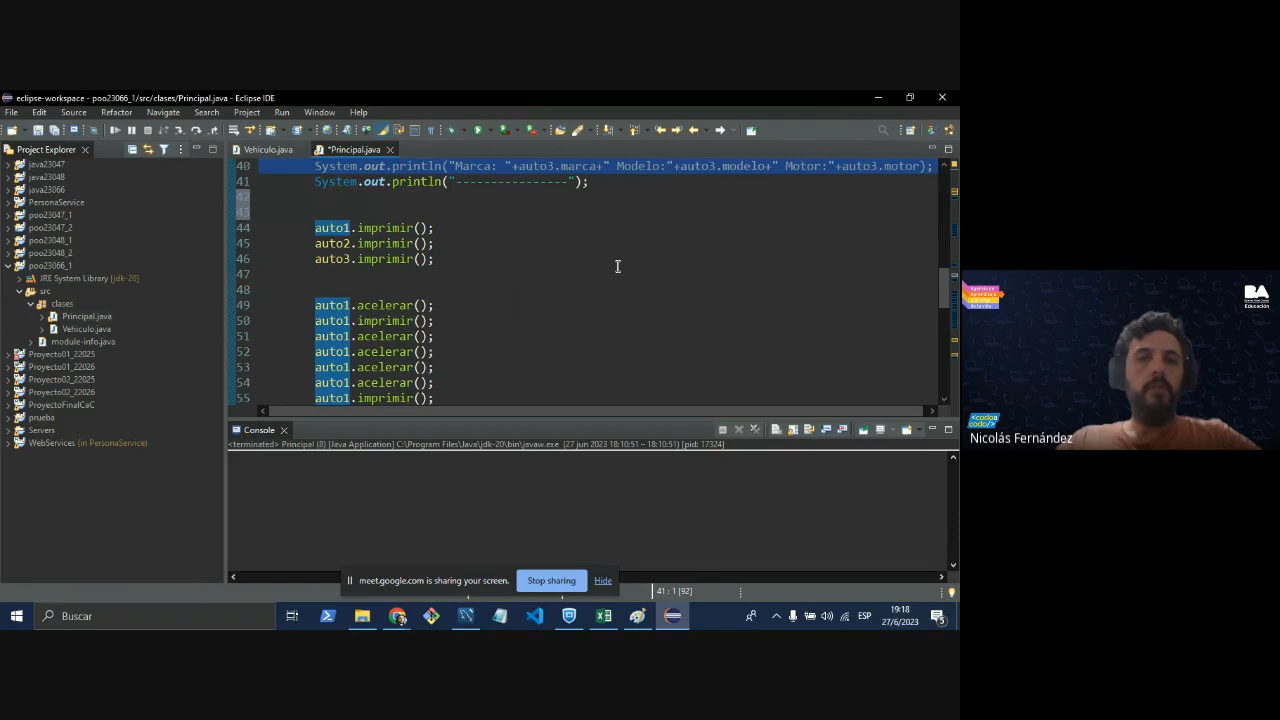 eclipse-workspace - poo23066_1/src/clases/Principal.java - Eclipse IDE
File Edit Source Refactor Navigate Search Project Run Window Help
Project Explorer
Vehiculo.java
*Principal.java
java23047
java23048
java23066
PersonaService
poo23047_1
poo23047_2
poo23048_1
poo23048_2
poo23066_1
JRE System Library [jdk-20]
src
clases
Principal.java
Vehiculo.java
module-info.java
Proyecto01_22025
Proyecto01_22026
Proyecto02_22025
Proyecto02_22026
ProyectoFinalCaC
prueba
Servers
WebServices (in PersonaService)
40 System.out.println("Marca: "+auto3.marca+" Modelo:"+auto3.modelo+" Motor:"+auto3.motor);
41 System.out.println("----------------");
42
43
44 auto1.imprimir();
45 auto2.imprimir();
46 auto3.imprimir();
47
48
49 auto1.acelerar();
50 auto1.imprimir();
51 auto1.acelerar();
52 auto1.acelerar();
53 auto1.acelerar();
54 auto1.acelerar();
55 auto1.imprimir();
Console
<terminated> Principal (8) [Java Application] C:\Program Files\Java\jdk-20\bin\javaw.exe (27 jun 2023 18:10:51 – 18:10:51) [pid: 17324]
meet.google.com is sharing your screen.
Stop sharing
Hide
41 : 1 [92]
Buscar
ESP
19:18
27/6/2023
5
BA
Educación
<codo a
codo/>
Nicolás Fernández